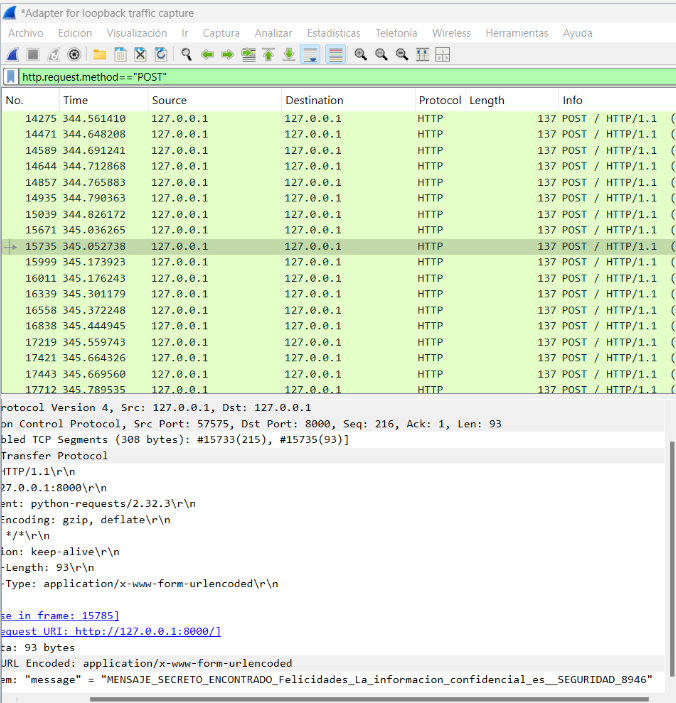 *Adapter for loopback traffic capture
Archivo Edición Visualización Ir Captura Analizar Estadísticas Telefonía Wireless Herramientas Ayuda
http.request.method=="POST"
No. Time Source Destination Protocol Length Info
14275 344.561410 127.0.0.1 127.0.0.1 HTTP 137 POST / HTTP/1.1 (
14471 344.648208 127.0.0.1 127.0.0.1 HTTP 137 POST / HTTP/1.1 (
14589 344.691241 127.0.0.1 127.0.0.1 HTTP 137 POST / HTTP/1.1 (
14644 344.712868 127.0.0.1 127.0.0.1 HTTP 137 POST / HTTP/1.1 (
14857 344.765883 127.0.0.1 127.0.0.1 HTTP 137 POST / HTTP/1.1 (
14935 344.790363 127.0.0.1 127.0.0.1 HTTP 137 POST / HTTP/1.1 (
15039 344.826172 127.0.0.1 127.0.0.1 HTTP 137 POST / HTTP/1.1 (
15671 345.036265 127.0.0.1 127.0.0.1 HTTP 137 POST / HTTP/1.1 (
15735 345.052738 127.0.0.1 127.0.0.1 HTTP 137 POST / HTTP/1.1 (
15999 345.173923 127.0.0.1 127.0.0.1 HTTP 137 POST / HTTP/1.1 (
16011 345.176243 127.0.0.1 127.0.0.1 HTTP 137 POST / HTTP/1.1 (
16339 345.301179 127.0.0.1 127.0.0.1 HTTP 137 POST / HTTP/1.1 (
16558 345.372248 127.0.0.1 127.0.0.1 HTTP 137 POST / HTTP/1.1 (
16838 345.444945 127.0.0.1 127.0.0.1 HTTP 137 POST / HTTP/1.1 (
17219 345.559743 127.0.0.1 127.0.0.1 HTTP 137 POST / HTTP/1.1 (
17421 345.664326 127.0.0.1 127.0.0.1 HTTP 137 POST / HTTP/1.1 (
17443 345.669560 127.0.0.1 127.0.0.1 HTTP 137 POST / HTTP/1.1 (
17712 345.789535 127.0.0.1 127.0.0.1 HTTP 137 POST / HTTP/1.1 (
rotocol Version 4, Src: 127.0.0.1, Dst: 127.0.0.1
on Control Protocol, Src Port: 57575, Dst Port: 8000, Seq: 216, Ack: 1, Len: 93
bled TCP Segments (308 bytes): #15733(215), #15735(93)]
Transfer Protocol
HTTP/1.1\r\n
27.0.0.1:8000\r\n
ent: python-requests/2.32.3\r\n
Encoding: gzip, deflate\r\n
*/*\r\n
ion: keep-alive\r\n
-Length: 93\r\n
-Type: application/x-www-form-urlencoded\r\n
se in frame: 15785]
equest URI: http://127.0.0.1:8000/]
ta: 93 bytes
URL Encoded: application/x-www-form-urlencoded
em: "message" = "MENSAJE_SECRETO_ENCONTRADO_Felicidades_La_informacion_confidencial_es__SEGURIDAD_8946"